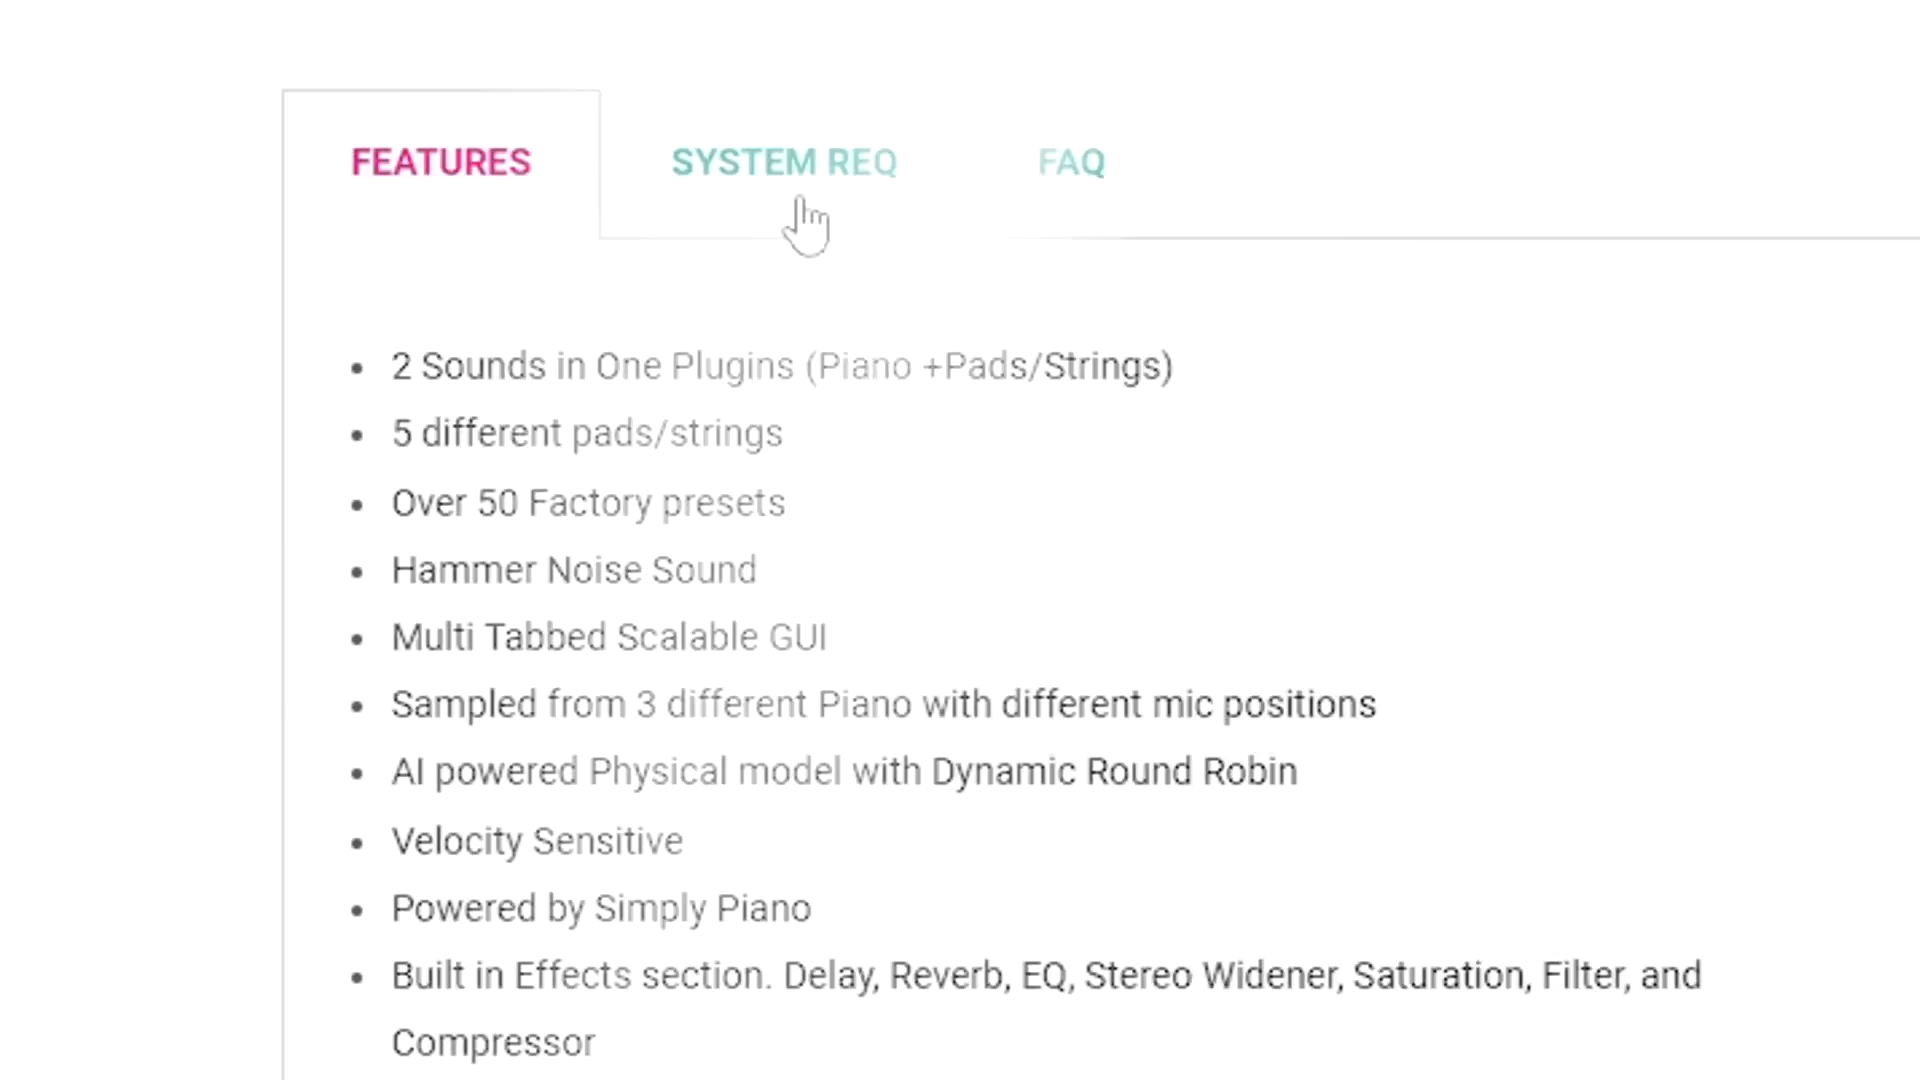 FEATURES SYSTEM REQ FAQ
2 Sounds in One Plugins (Piano +Pads/Strings)
5 different pads/strings
Over 50 Factory presets
Hammer Noise Sound
Multi Tabbed Scalable GUI
Sampled from 3 different Piano with different mic positions
AI powered Physical model with Dynamic Round Robin
Velocity Sensitive
Powered by Simply Piano
Built in Effects section. Delay, Reverb, EQ, Stereo Widener, Saturation, Filter, and
Compressor